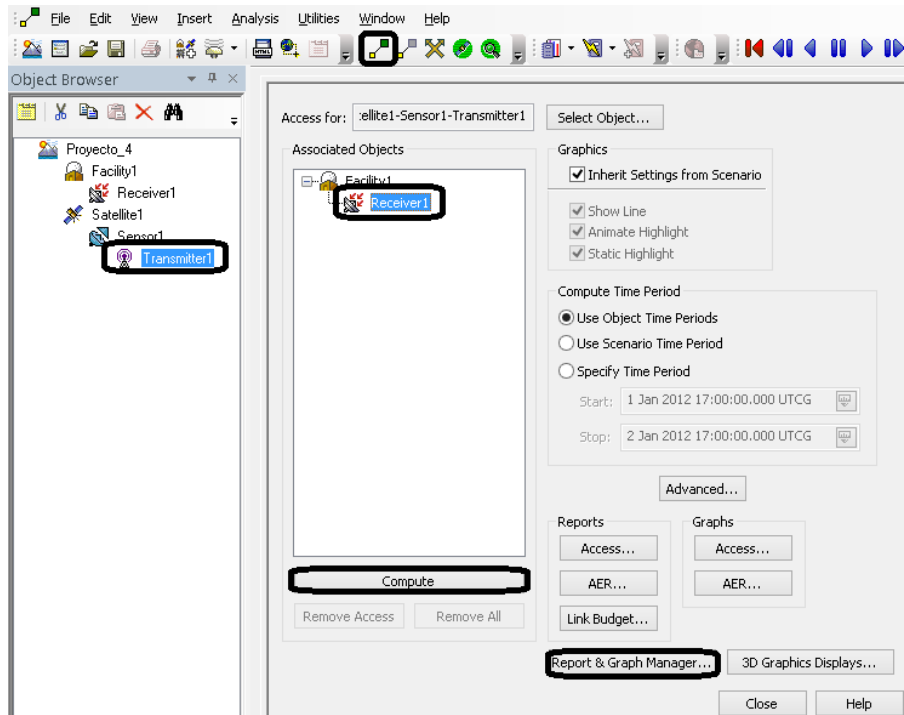 File Edit View Insert Analysis Utilities Window Help
Object Browser
Proyecto_4
Facility1
Receiver1
Satellite1
Sensor1
Transmitter1
Access for: :ellite1-Sensor1-Transmitter1 Select Object...
Associated Objects
Facility1
Receiver1
Compute
Remove Access Remove All
Graphics
Inherit Settings from Scenario
Show Line
Animate Highlight
Static Highlight
Compute Time Period
Use Object Time Periods
Use Scenario Time Period
Specify Time Period
Start: 1 Jan 2012 17:00:00.000 UTCG
Stop: 2 Jan 2012 17:00:00.000 UTCG
Advanced...
Reports Graphs
Access... Access...
AER... AER...
Link Budget...
Report & Graph Manager... 3D Graphics Displays...
Close Help